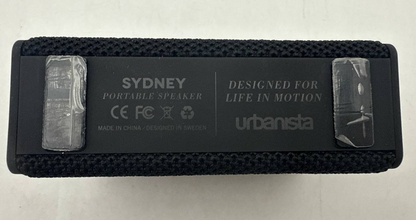 SYDNEY
PORTABLE SPEAKER
CE FC
MADE IN CHINA / DESIGNED IN SWEDEN
DESIGNED FOR
LIFE IN MOTION
urbanista